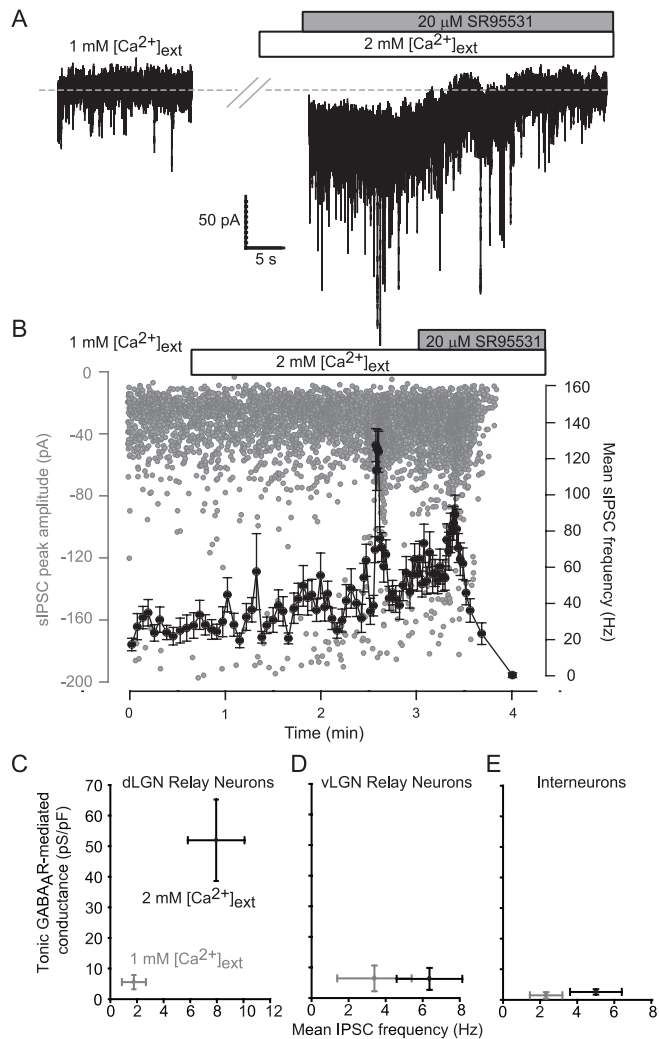 A
20 μM SR95531
1 mM [Ca2+]ext
2 mM [Ca2+]ext
50 pA
5 s
B
1 mM [Ca2+]ext
20 μM SR95531
2 mM [Ca2+]ext
0
-40
-80
-120
-160
-200
sIPSC peak amplitude (pA)
160
140
120
100
80
60
40
20
0
Mean sIPSC frequency (Hz)
0 1 2 3 4
Time (min)
C dLGN Relay Neurons
D vLGN Relay Neurons
E Interneurons
Tonic GABAAR-mediated
conductance (pS/pF)
70
60
50
40
30
20
10
0
2 mM [Ca2+]ext
1 mM [Ca2+]ext
0 2 4 6 8 10 12
0 2 4 6 8
0 2 4 6 8
Mean IPSC frequency (Hz)